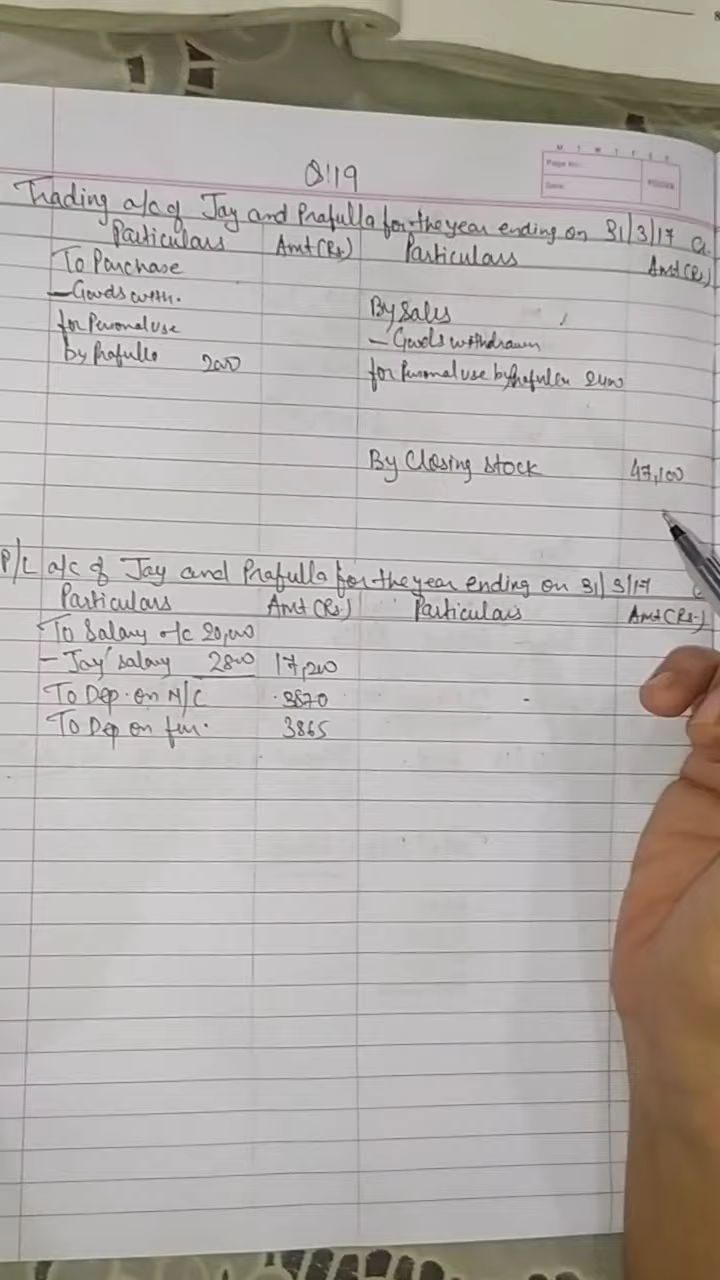 Q:19
Page No.:
Date:
Trading a/c of Jay and Prafulla for the year ending on 31/3/17
Particulars Amt(Rs.) Particulars Amt(Rs.)
To Purchase
- Goods with.
for Personal Use
by Prafulla 2000
By Sales
- Goods withdrawn
for Personal use by 2400
By Closing Stock 47,100
P/L a/c of Jay and Prafulla for the year ending on 31/3/17
Particulars Amt(Rs.) Particulars Amt(Rs.)
To Salary a/c 20,000
- Jay' salary 2800 17,200
To Dep. on M/C 3870
To Dep on fur. 3865